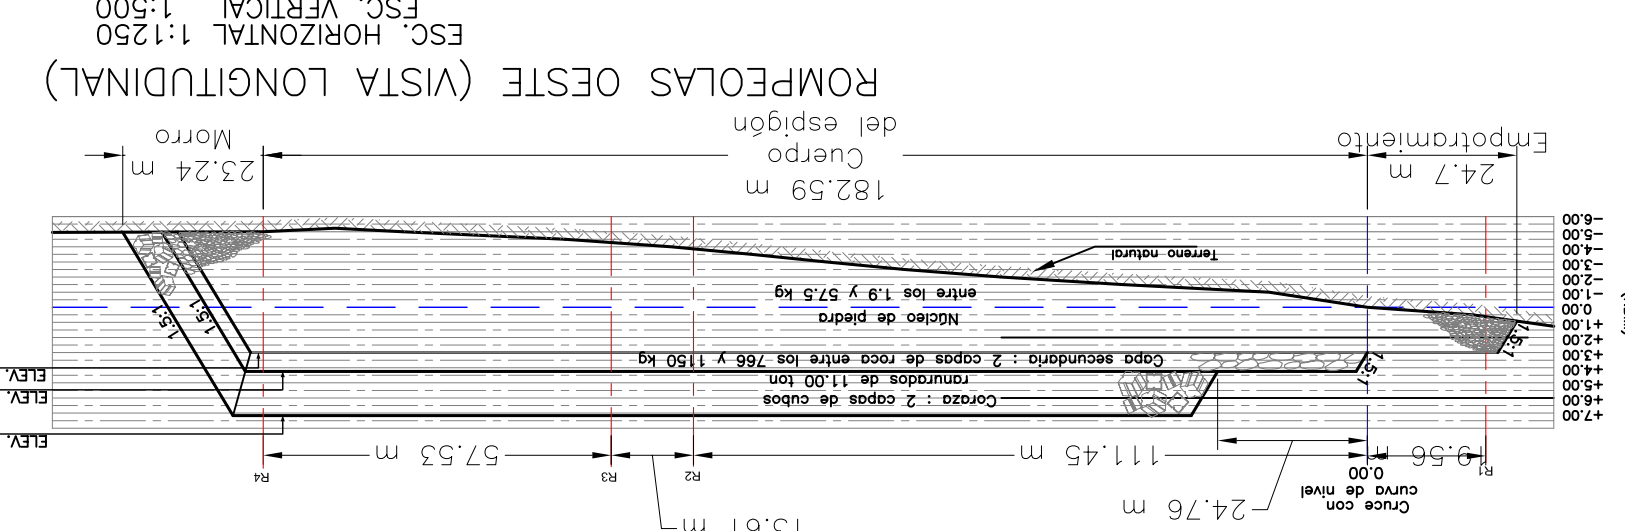 Cruce con
curva de nivel
0.00
24.76 m
13.61 m
R1
R2
R3
R4
19.56 m
111.45 m
57.53 m
ELEV.
ELEV.
ELEV.
+7.00
+6.00
+5.00
+4.00
+3.00
+2.00
+1.00
0.00
-1.00
-2.00
-3.00
-4.00
-5.00
-6.00
Coraza : 2 capas de cubos
ranurados de 11.00 ton
Capa secundaria : 2 capas de roca entre los 766 y 1150 kg
Núcleo de piedra
entre los 1.9 y 57.5 kg
Terreno natural
1.5:1
1.5:1
1.5:1
1.5:1
24.7 m
Empotramiento
182.59 m
Cuerpo
del espigón
23.24 m
Morro
ROMPEOLAS OESTE (VISTA LONGITUDINAL)
ESC. HORIZONTAL 1:1250
ESC. VERTICAL 1:500